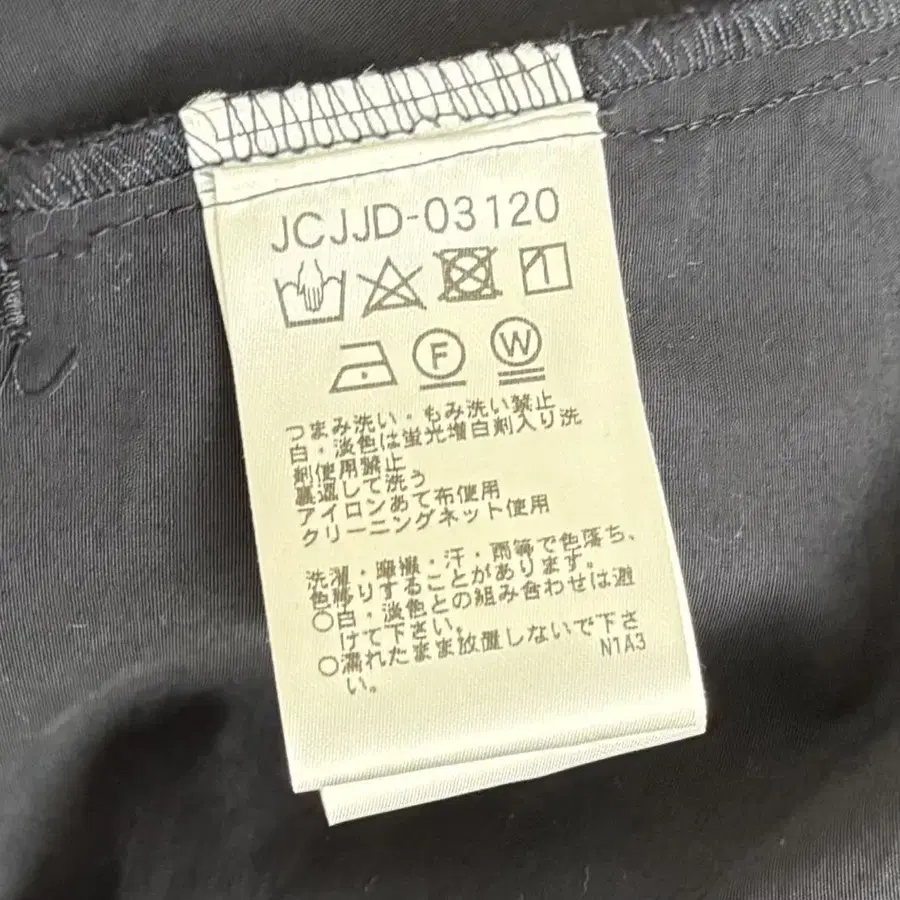 JCJJD-03120
F W
つまみ洗い・もみ洗い禁止
白・淡色は蛍光増白剤入り洗
剤使用禁止
裏返して洗う
アイロンあて布使用
クリーニングネット使用
洗濯・摩擦・汗・雨等で色落ち、
色移りすることがあります。
○白・淡色との組み合わせは避
けて下さい。
○濡れたまま放置しないで下さ
い。
N1A3